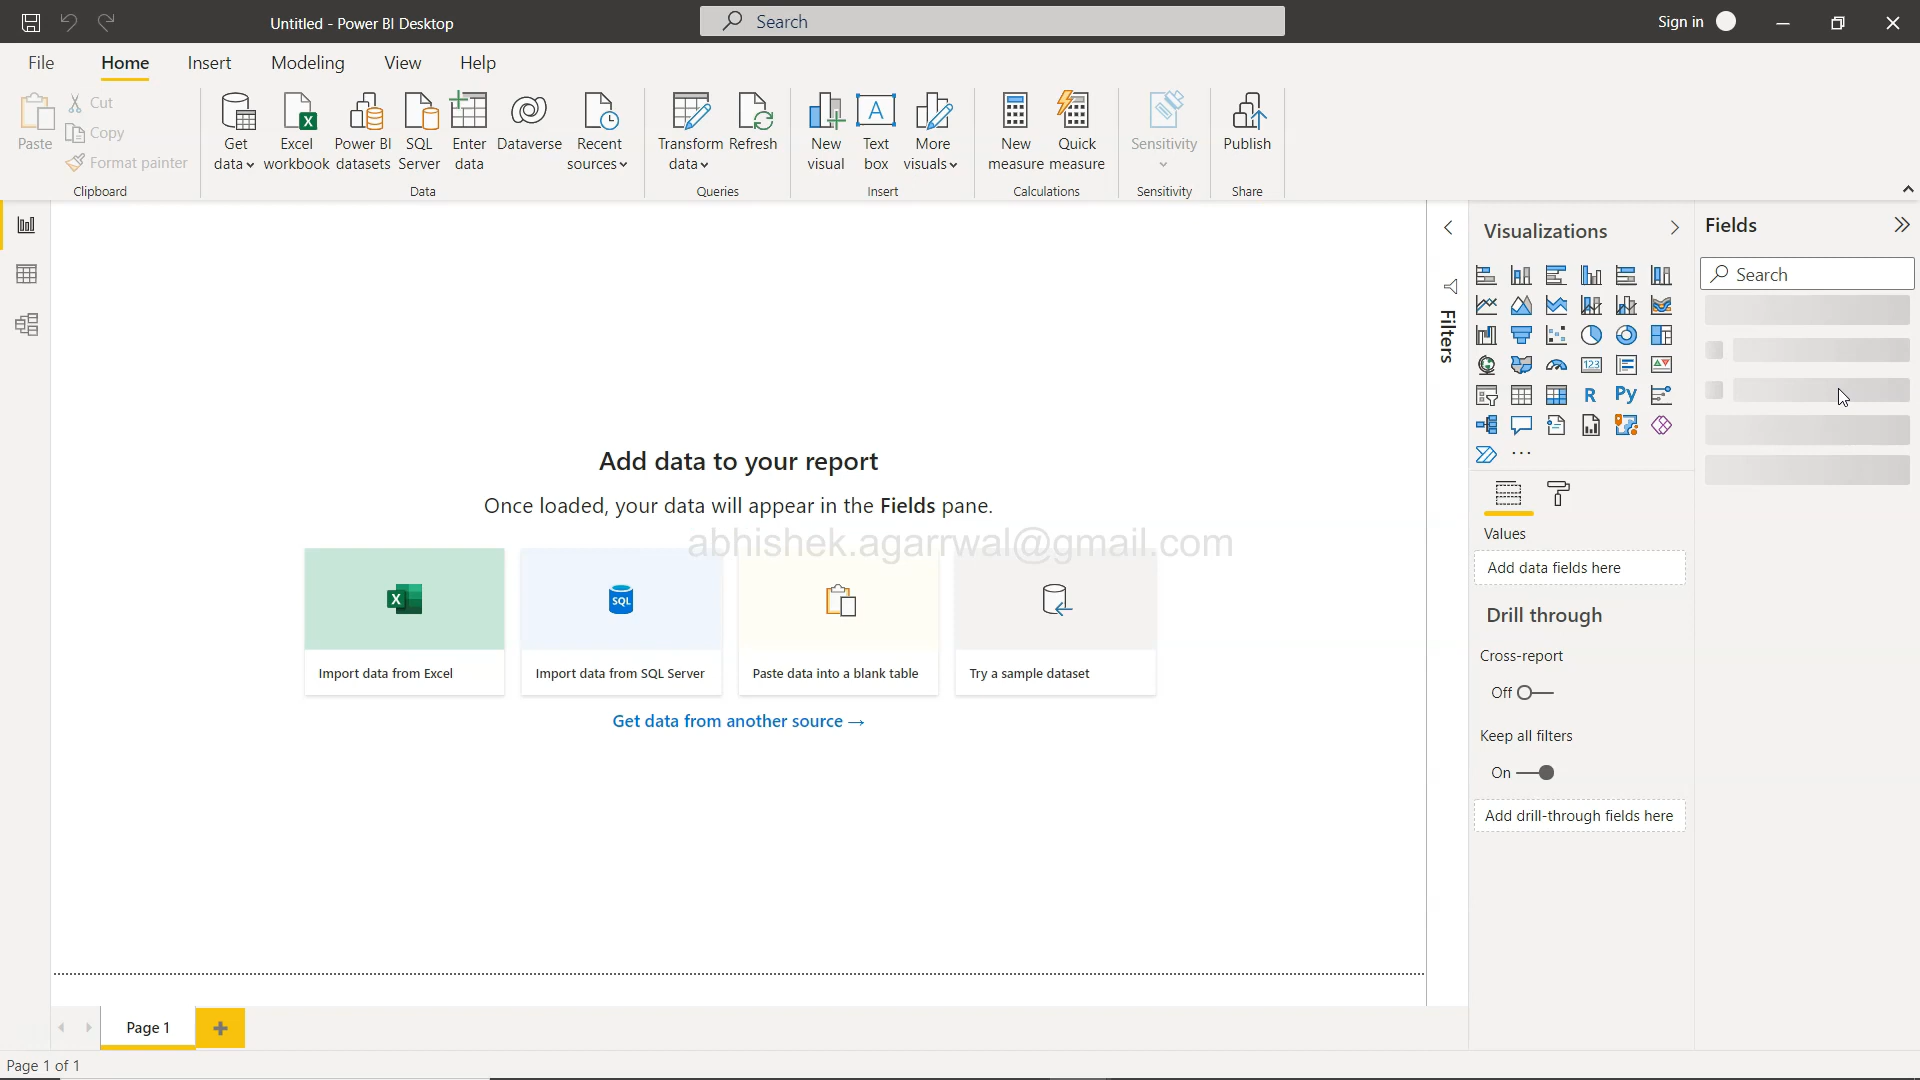 Untitled - Power BI Desktop
Search
Sign in
File Home Insert Modeling View Help
Paste
Cut
Copy
Format painter
Clipboard
Get data
Excel workbook
Power BI datasets
SQL Server
Enter data
Dataverse
Recent sources
Data
Transform data
Refresh
Queries
New visual
Text box
More visuals
Insert
New measure
Quick measure
Calculations
Sensitivity
Sensitivity
Publish
Share
Filters
Visualizations
123
R
Py
Values
Add data fields here
Drill through
Cross-report
Off
Keep all filters
On
Add drill-through fields here
Fields
Search
Add data to your report
Once loaded, your data will appear in the Fields pane.
abhishek.agarrwal@gmail.com
X
SQL
Import data from Excel
Import data from SQL Server
Paste data into a blank table
Try a sample dataset
Get data from another source →
Page 1
Page 1 of 1